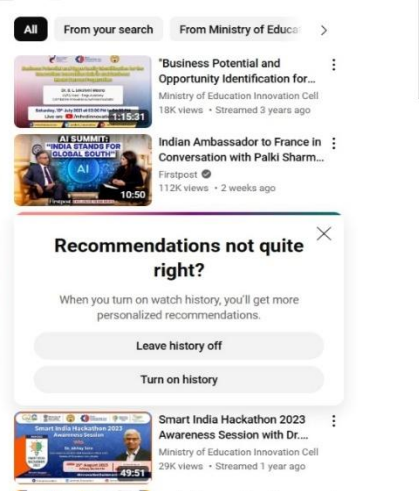 All
From your search
From Ministry of Educa
"Business Potential and
Opportunity Identification for...
Ministry of Education Innovation Cell
18K views • Streamed 3 years ago
1:15:31
AI SUMMIT:
"INDIA STANDS FOR
GLOBAL SOUTH"
AI
10:50
Indian Ambassador to France in
Conversation with Palki Sharm...
Firstpost
112K views • 2 weeks ago
Recommendations not quite
right?
When you turn on watch history, you'll get more
personalized recommendations.
Leave history off
Turn on history
Smart India Hackathon 2023
Awareness Session
49:51
Smart India Hackathon 2023
Awareness Session with Dr....
Ministry of Education Innovation Cell
29K views • Streamed 1 year ago